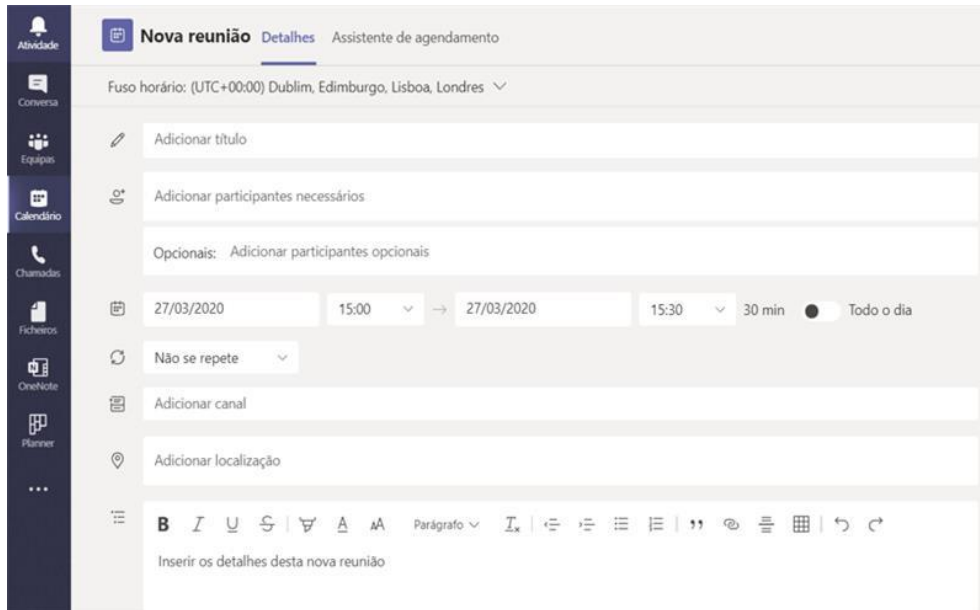 Atividade
Conversa
Equipas
Calendário
Chamadas
Ficheiros
OneNote
Planner
Nova reunião Detalhes Assistente de agendamento
Fuso horário: (UTC+00:00) Dublim, Edimburgo, Lisboa, Londres
Adicionar título
Adicionar participantes necessários
Opcionais: Adicionar participantes opcionais
27/03/2020 15:00 → 27/03/2020 15:30 30 min Todo o dia
Não se repete
Adicionar canal
Adicionar localização
B I U S A AA Parágrafo Ix
Inserir os detalhes desta nova reunião